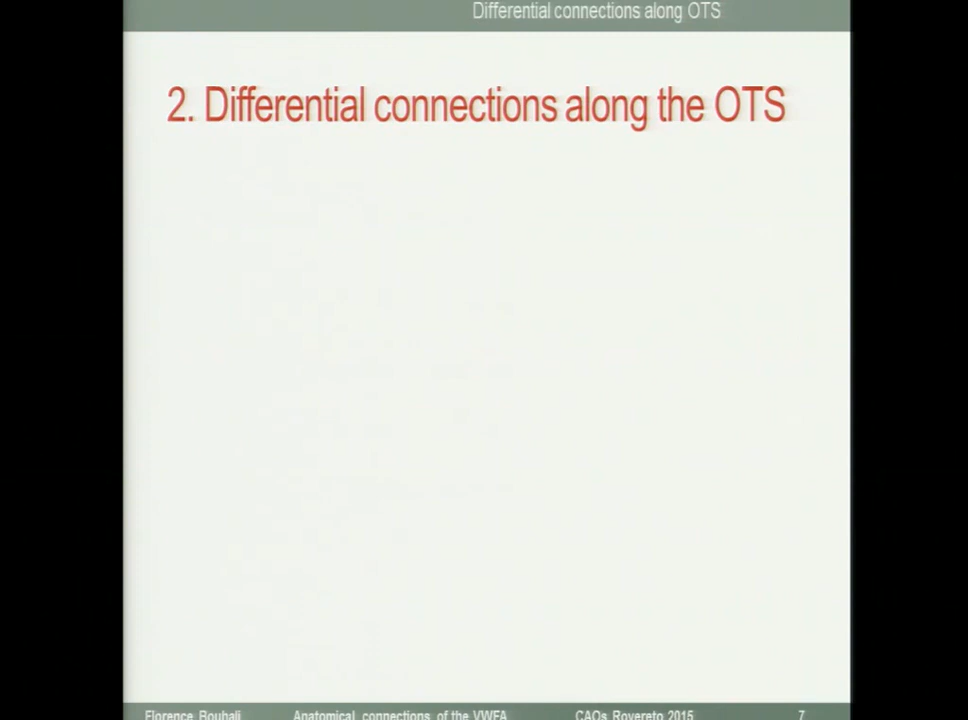 Differential connections along OTS
2. Differential connections along the OTS
Florence Bouhali Anatomical connections of the VWFA CAOs Rovereto 2015 7